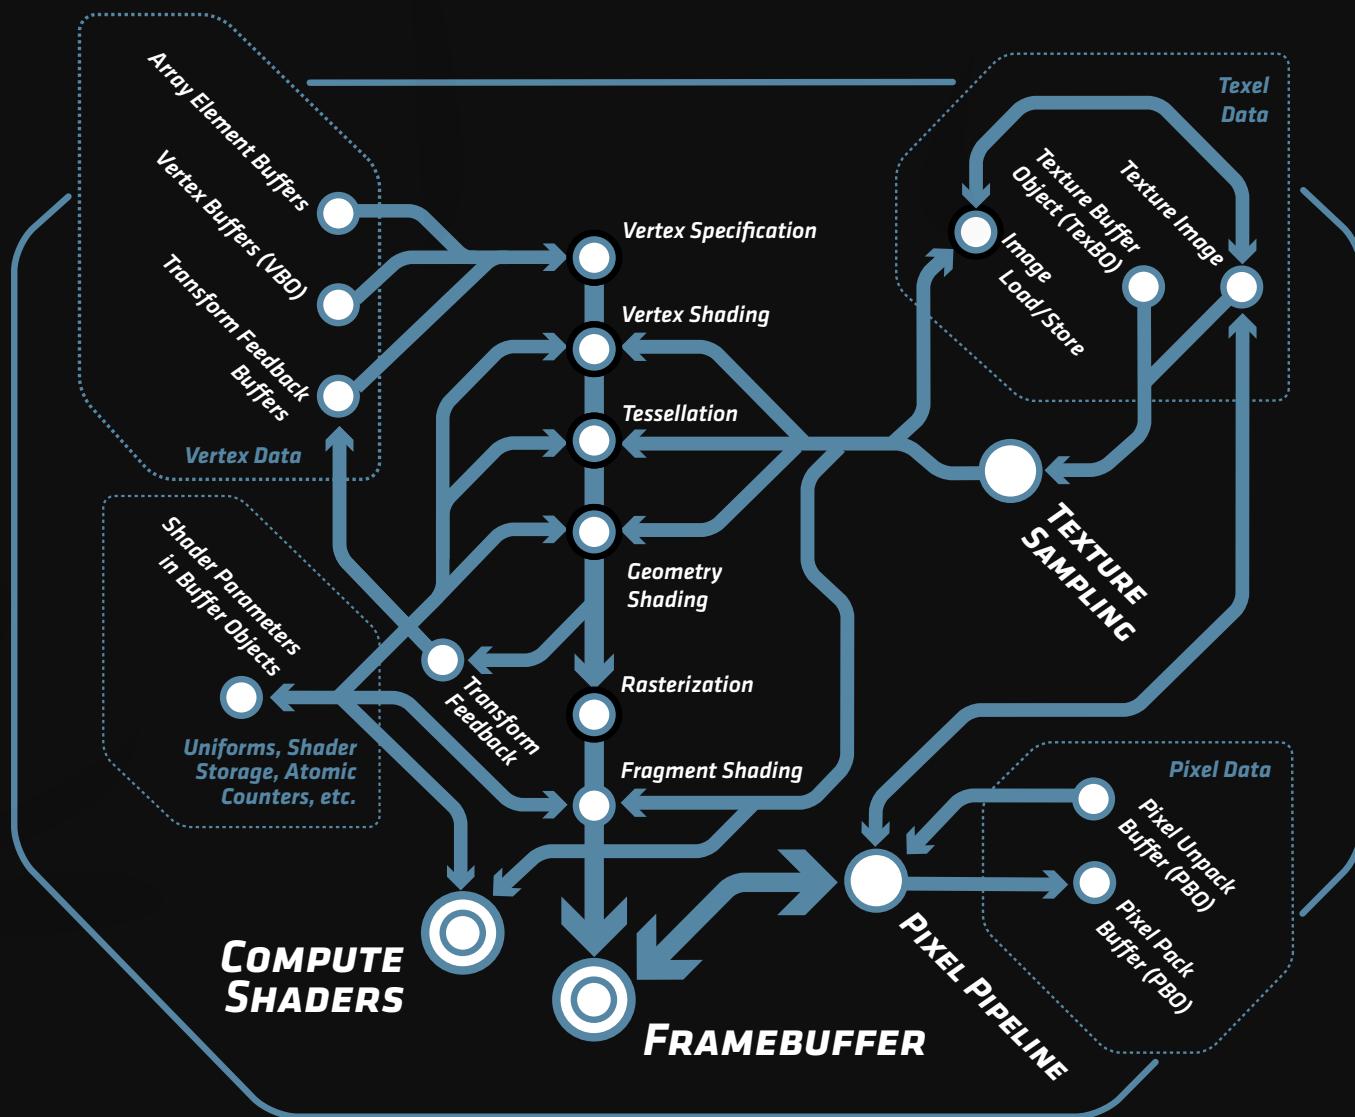 Array Element Buffers
Vertex Buffers (VBO)
Transform Feedback
Buffers
Vertex Data
Vertex Specification
Vertex Shading
Tessellation
Geometry
Shading
Rasterization
Fragment Shading
Texel
Data
Texture Image
Texture Buffer
Object (TexBO)
Image
Load/Store
TEXTURE
SAMPLING
Shader Parameters
in Buffer Objects
Uniforms, Shader
Storage, Atomic
Counters, etc.
Transform
Feedback
Pixel Data
Pixel Unpack
Buffer (PBO)
Pixel Pack
Buffer (PBO)
PIXEL PIPELINE
COMPUTE
SHADERS
FRAMEBUFFER